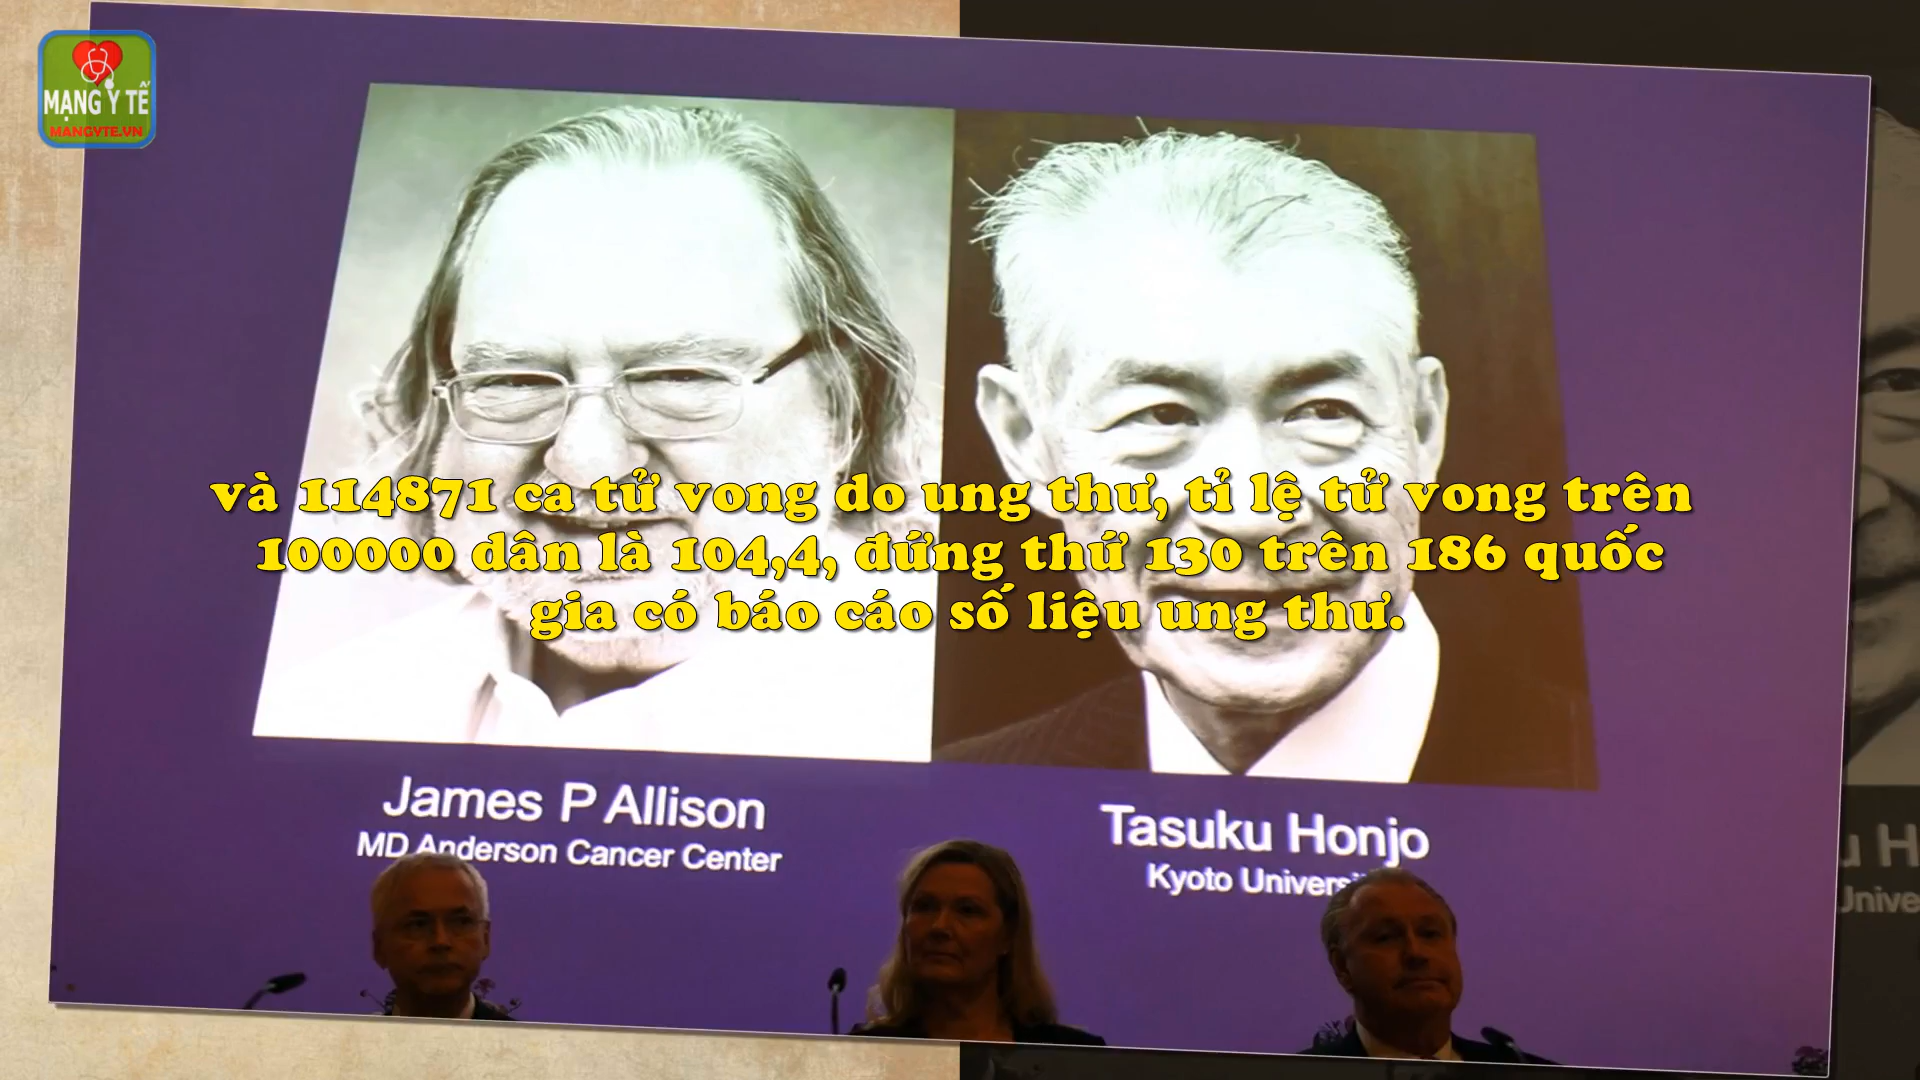 MẠNG Y TẾ
MANGYTE.VN
và 114871 ca tử vong do ung thư, tỉ lệ tử vong trên
100000 dân là 104,4, đứng thứ 130 trên 186 quốc
gia có báo cáo số liệu ung thư.
James P Allison
MD Anderson Cancer Center
Tasuku Honjo
Kyoto